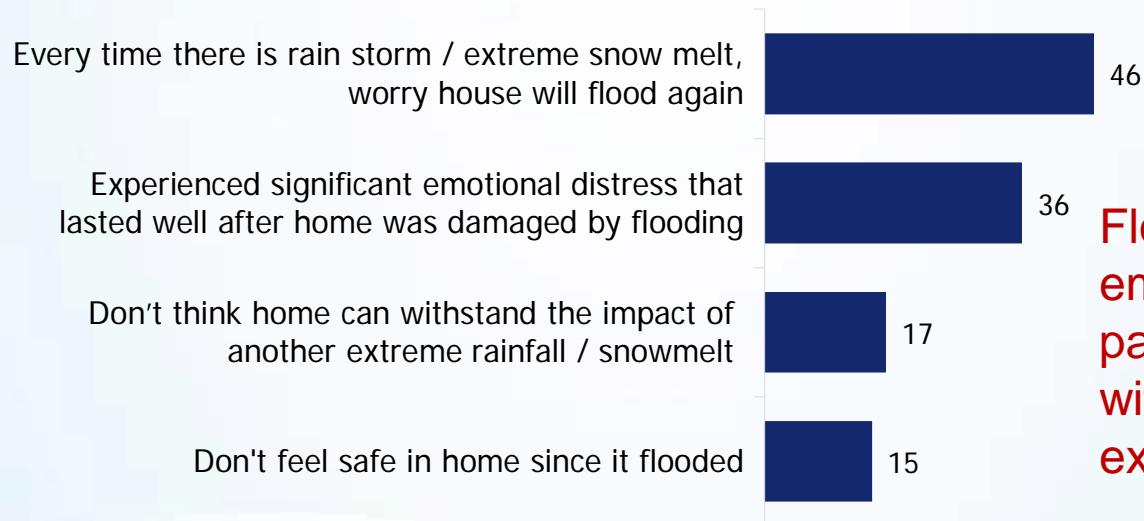 Every time there is rain storm / extreme snow melt,
worry house will flood again
46
Experienced significant emotional distress that
lasted well after home was damaged by flooding
36
Don’t think home can withstand the impact of
another extreme rainfall / snowmelt
17
Don't feel safe in home since it flooded
15